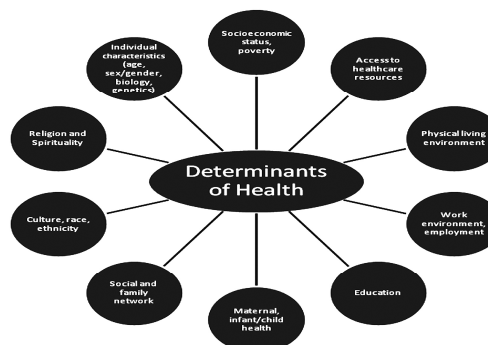 Socioeconomic
status,
poverty
Access to
healthcare
resources
Physical living
environment
Work
environment,
employment
Education
Maternal,
infant/child
health
Social and
family
network
Culture, race,
ethnicity
Religion and
Spirituality
Individual
characteristics
(age,
sex/gender,
biology,
genetics)
Determinants
of Health